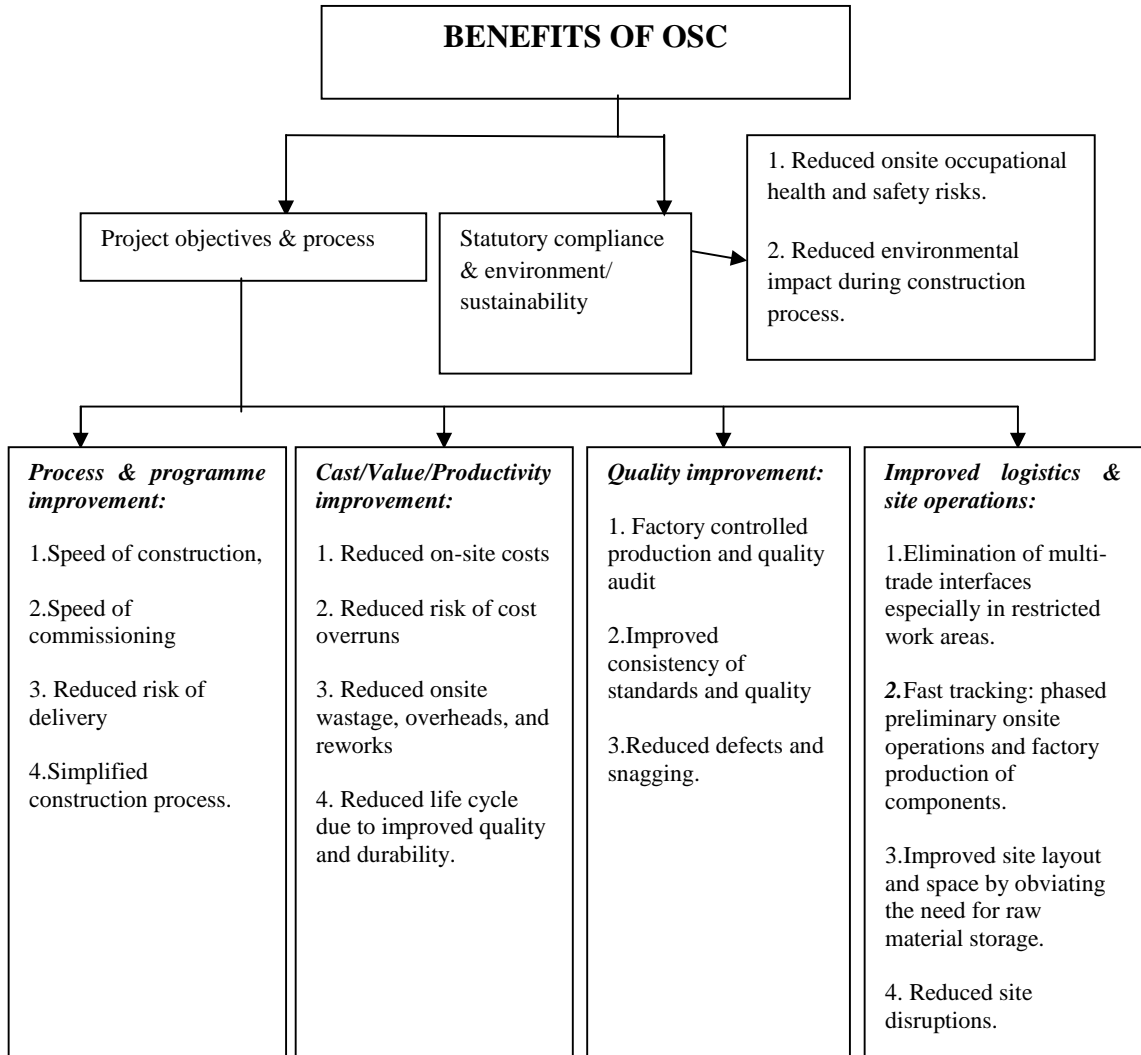 BENEFITS OF OSC
Project objectives & process
Statutory compliance
& environment/
sustainability
1. Reduced onsite occupational
health and safety risks.
2. Reduced environmental
impact during construction
process.
Process & programme
improvement:
1.Speed of construction,
2.Speed of
commissioning
3. Reduced risk of
delivery
4.Simplified
construction process.
Cast/Value/Productivity
improvement:
1. Reduced on-site costs
2. Reduced risk of cost
overruns
3. Reduced onsite
wastage, overheads, and
reworks
4. Reduced life cycle
due to improved quality
and durability.
Quality improvement:
1. Factory controlled
production and quality
audit
2.Improved
consistency of
standards and quality
3.Reduced defects and
snagging.
Improved logistics &
site operations:
1.Elimination of multi-
trade interfaces
especially in restricted
work areas.
2.Fast tracking: phased
preliminary onsite
operations and factory
production of
components.
3.Improved site layout
and space by obviating
the need for raw
material storage.
4. Reduced site
disruptions.